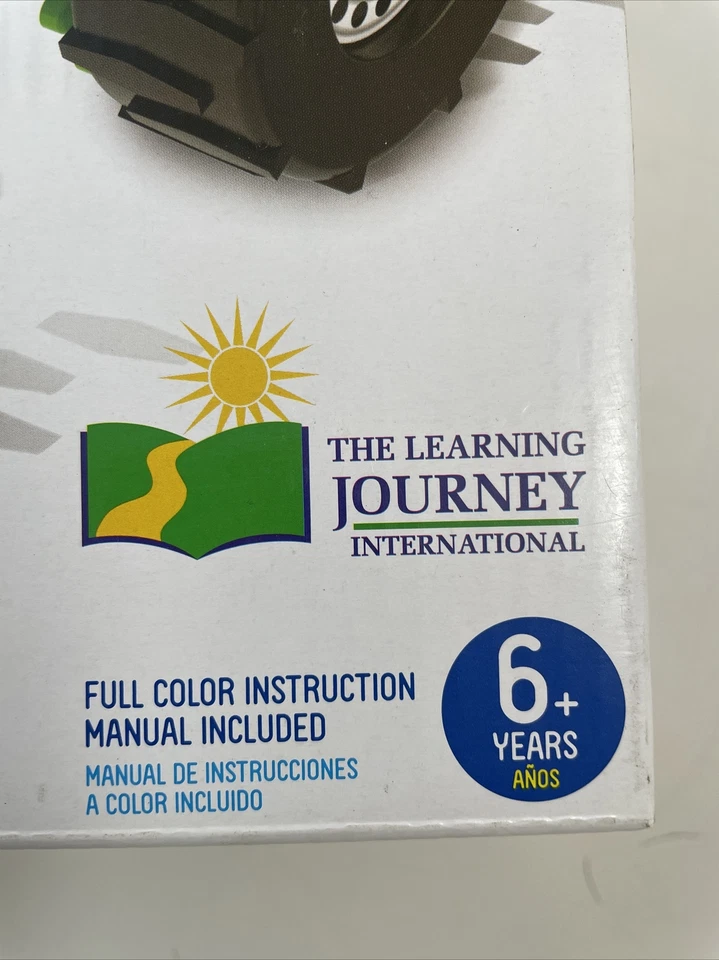 THE LEARNING
JOURNEY
INTERNATIONAL
FULL COLOR INSTRUCTION
MANUAL INCLUDED
MANUAL DE INSTRUCCIONES
A COLOR INCLUIDO
6+
YEARS
AÑOS